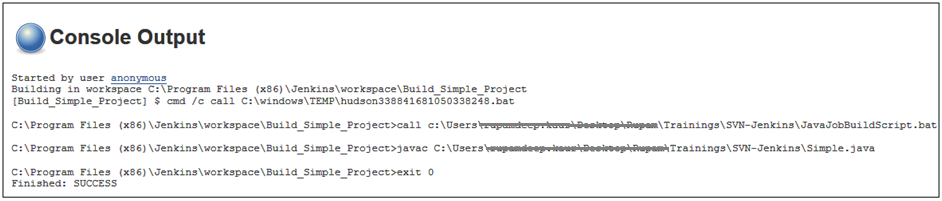 Console Output
Started by user anonymous
Building in workspace C:\Program Files (x86)\Jenkins\workspace\Build_Simple_Project
[Build_Simple_Project] $ cmd /c call C:\windows\TEMP\hudson338841681050338248.bat
C:\Program Files (x86)\Jenkins\workspace\Build_Simple_Project>call c:\Users\Trainings\SVN-Jenkins\JavaJobBuildScript.bat
C:\Program Files (x86)\Jenkins\workspace\Build_Simple_Project>javac C:\Users\Trainings\SVN-Jenkins\Simple.java
C:\Program Files (x86)\Jenkins\workspace\Build_Simple_Project>exit 0
Finished: SUCCESS